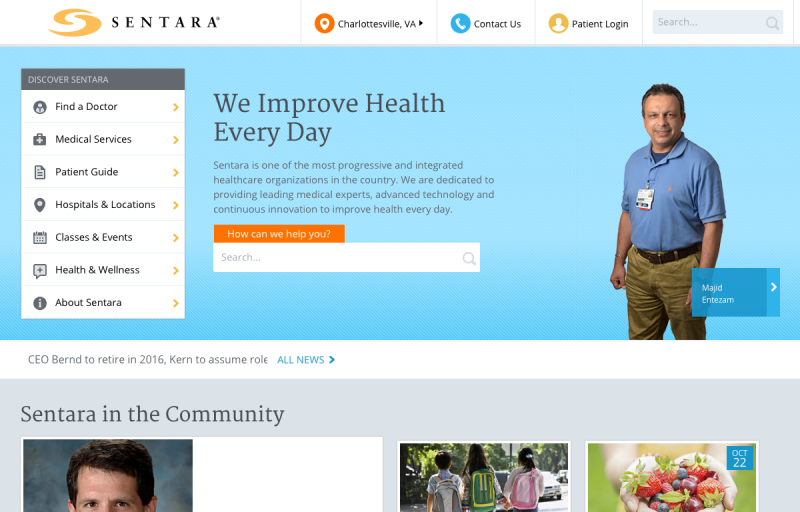 SENTARA®
Charlottesville, VA
Contact Us
Patient Login
Search...
DISCOVER SENTARA
Find a Doctor
Medical Services
Patient Guide
Hospitals & Locations
Classes & Events
Health & Wellness
About Sentara
We Improve Health
Every Day
Sentara is one of the most progressive and integrated
healthcare organizations in the country. We are dedicated to
providing leading medical experts, advanced technology and
continuous innovation to improve health every day.
How can we help you?
Search...
Majid
Entezam
CEO Bernd to retire in 2016, Kern to assume role
ALL NEWS
Sentara in the Community
OCT
22